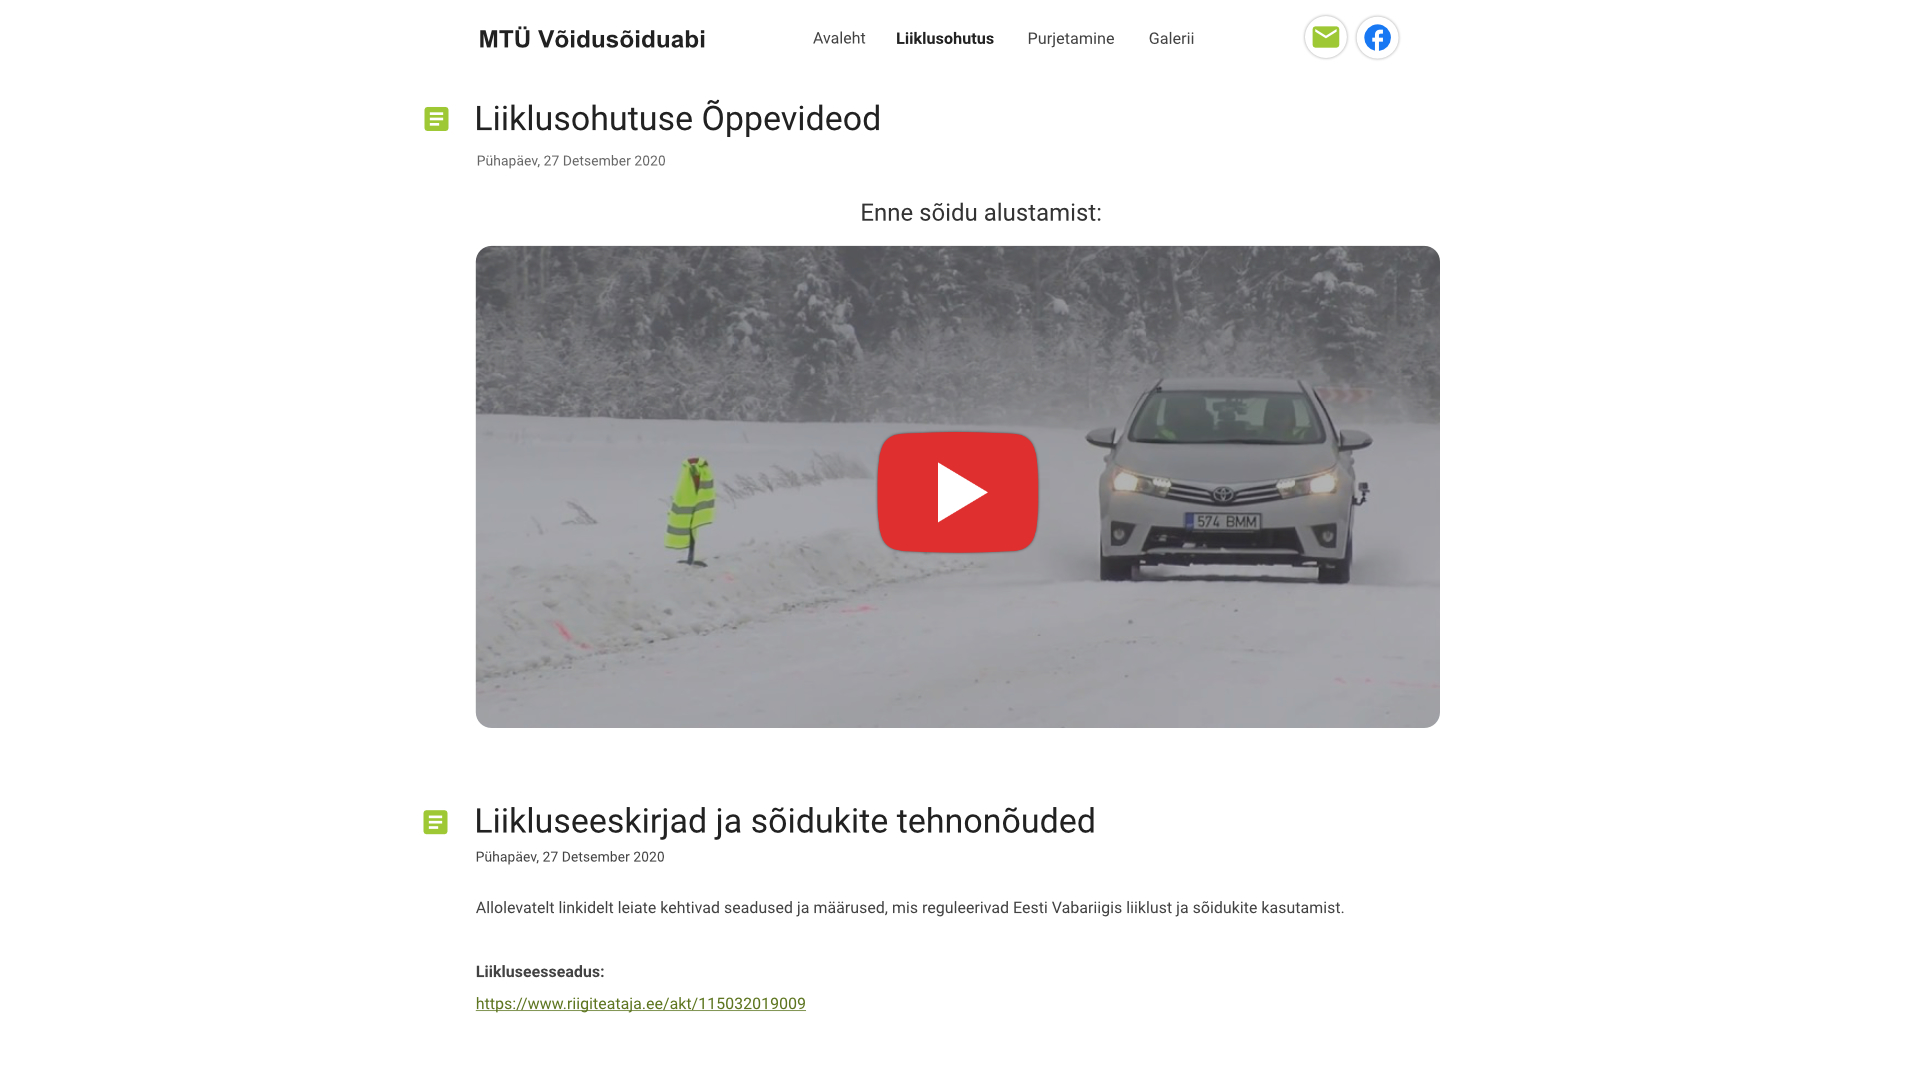 MTÜ Võidusõiduabi
Avaleht
Liiklusohutus
Purjetamine
Galerii
Liiklusohutuse Õppevideod
Pühapäev, 27 Detsember 2020
Enne sõidu alustamist:
574 BMM
Liikluseeskirjad ja sõidukite tehnonõuded
Pühapäev, 27 Detsember 2020
Allolevatelt linkidelt leiate kehtivad seadused ja määrused, mis reguleerivad Eesti Vabariigis liiklust ja sõidukite kasutamist.
Liikluseesseadus:
https://www.riigiteataja.ee/akt/115032019009